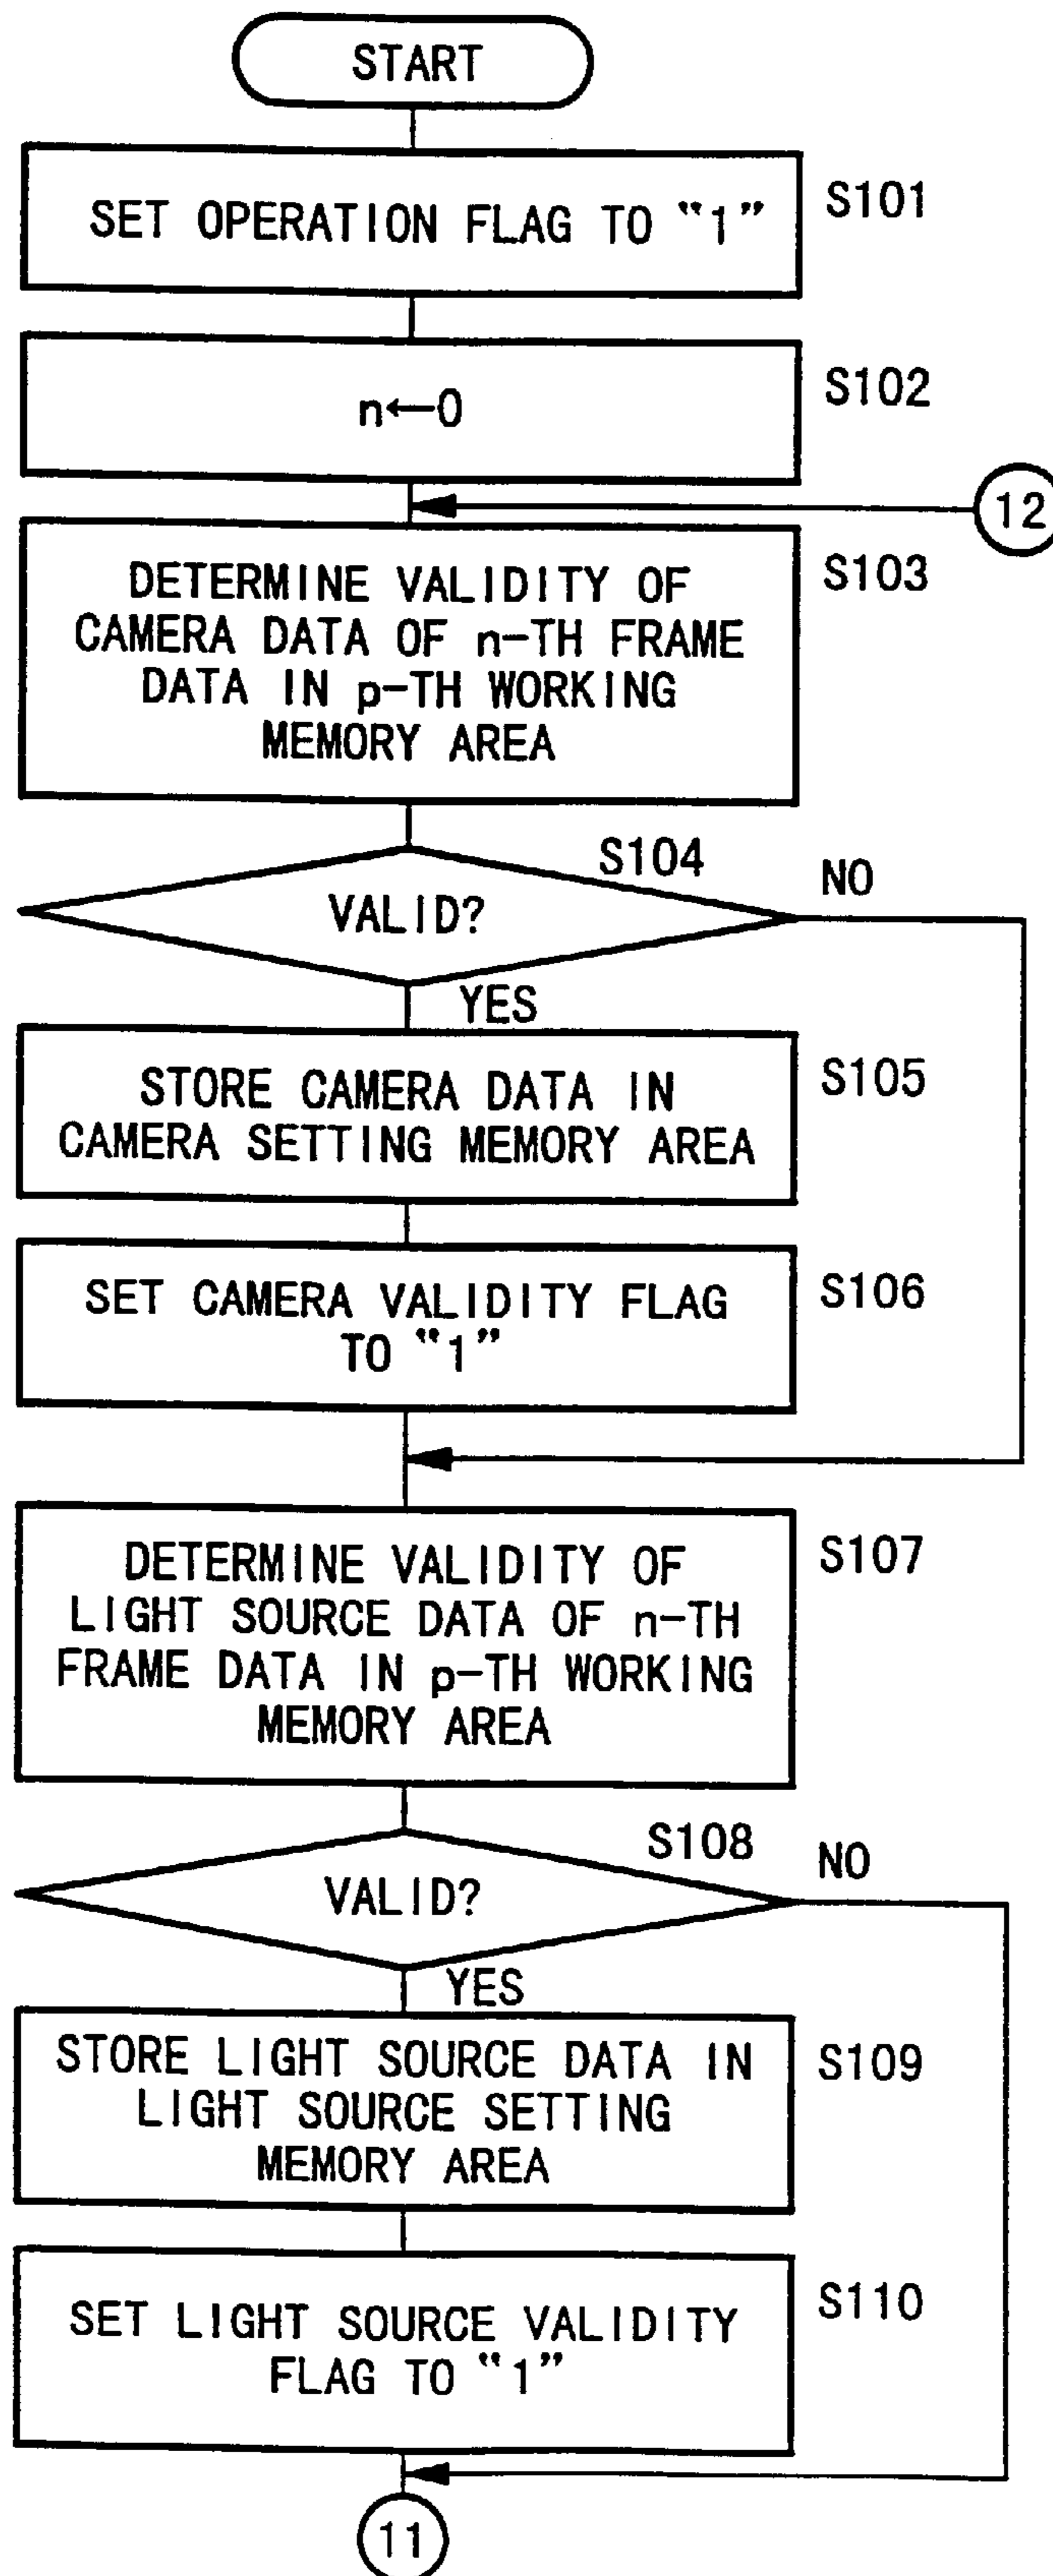 START
SET OPERATION FLAG TO “1”
S101
n←0
S102
12
DETERMINE VALIDITY OF
CAMERA DATA OF n-TH FRAME
DATA IN p-TH WORKING
MEMORY AREA
S103
S104
NO
VALID?
YES
STORE CAMERA DATA IN
CAMERA SETTING MEMORY AREA
S105
SET CAMERA VALIDITY FLAG
TO “1”
S106
DETERMINE VALIDITY OF
LIGHT SOURCE DATA OF n-TH
FRAME DATA IN p-TH WORKING
MEMORY AREA
S107
S108
NO
VALID?
YES
STORE LIGHT SOURCE DATA IN
LIGHT SOURCE SETTING
MEMORY AREA
S109
SET LIGHT SOURCE VALIDITY
FLAG TO “1”
S110
11